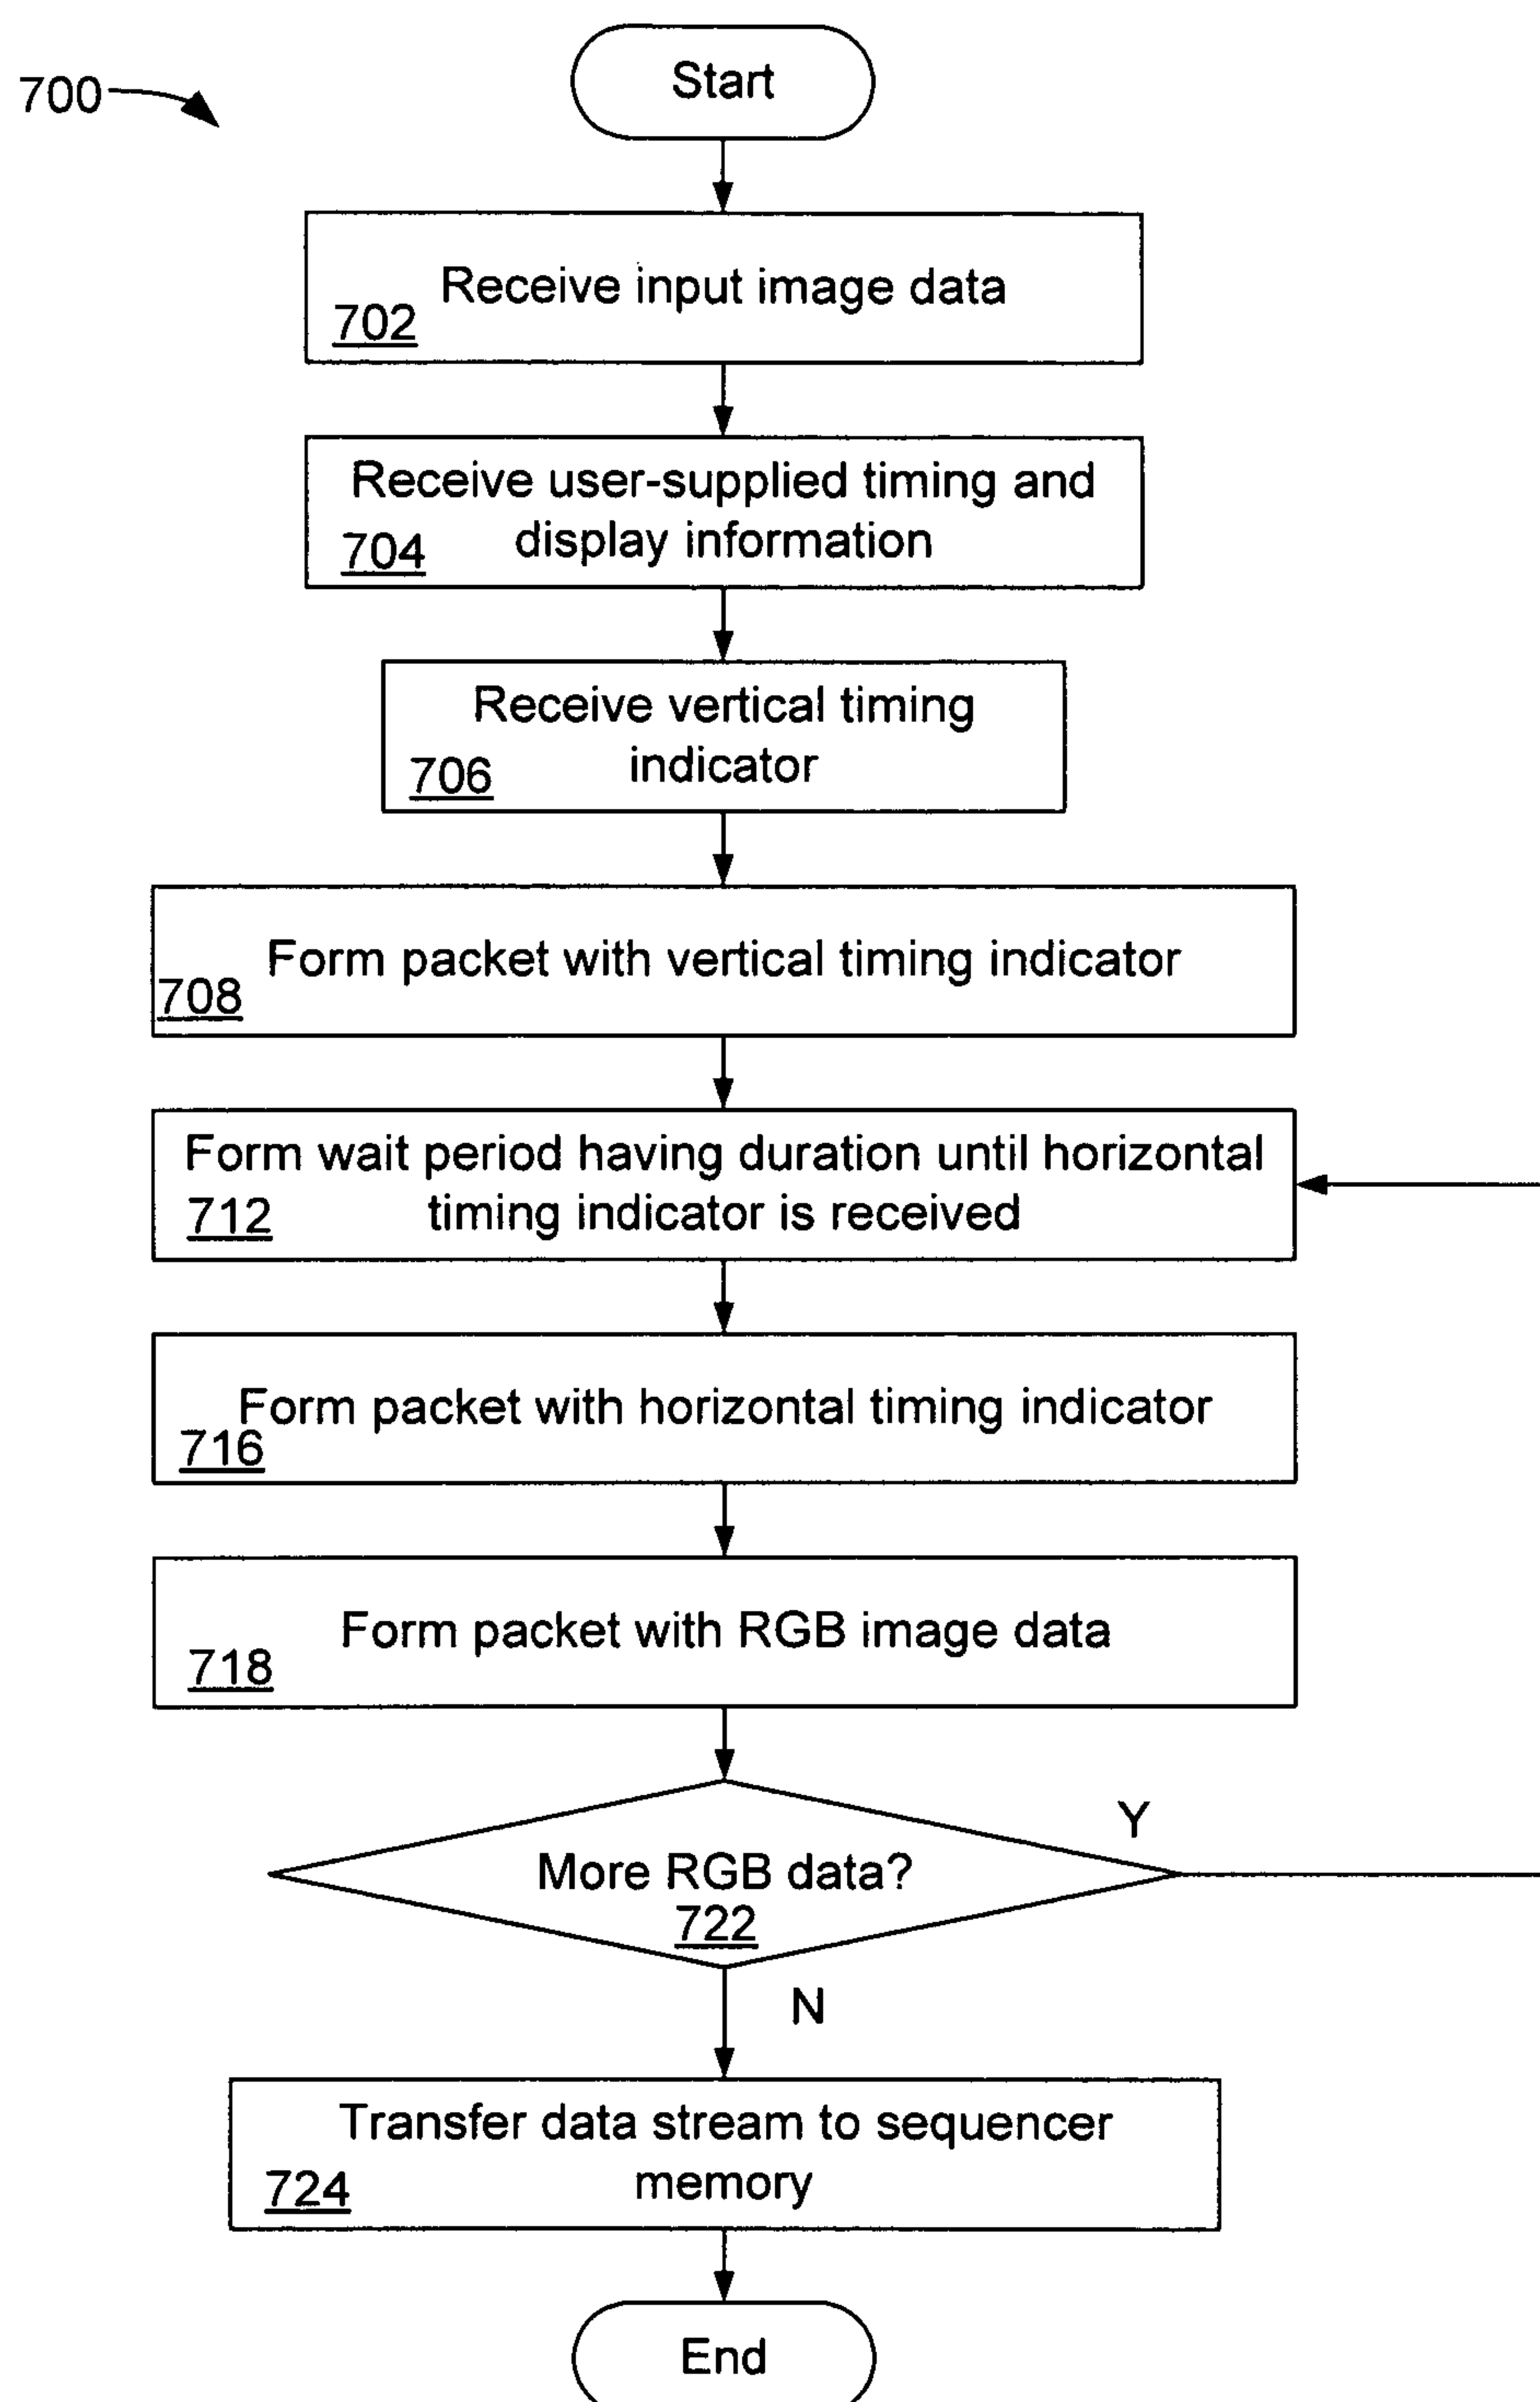 700
Start
Receive input image data
702
Receive user-supplied timing and
display information
704
Receive vertical timing
indicator
706
Form packet with vertical timing indicator
708
Form wait period having duration until horizontal
timing indicator is received
712
Form packet with horizontal timing indicator
716
Form packet with RGB image data
718
Y
More RGB data?
722
N
Transfer data stream to sequencer
memory
724
End